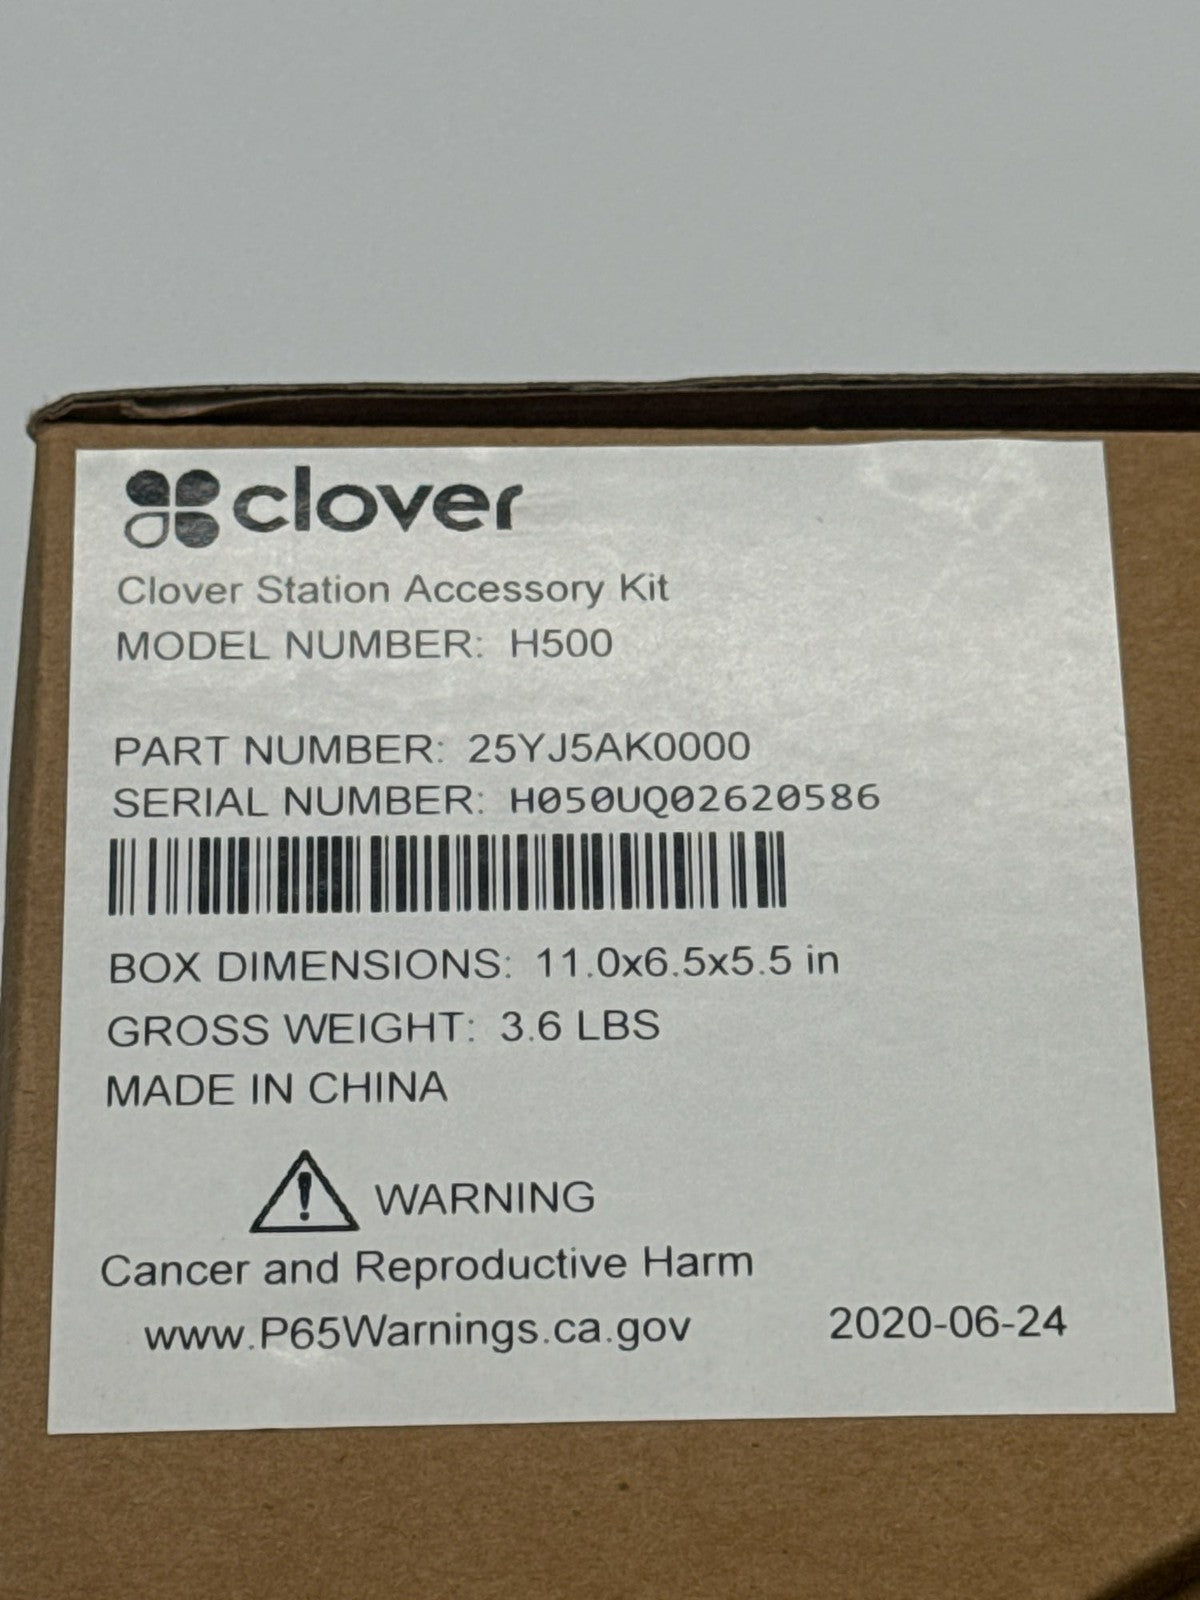 clover
Clover Station Accessory Kit
MODEL NUMBER: H500
PART NUMBER: 25YJ5AK0000
SERIAL NUMBER: H050UQ02620586
BOX DIMENSIONS: 11.0x6.5x5.5 in
GROSS WEIGHT: 3.6 LBS
MADE IN CHINA
WARNING
Cancer and Reproductive Harm
www.P65Warnings.ca.gov 2020-06-24